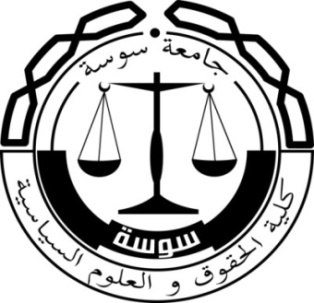 جامعة سوسة
سوسة
كلية الحقوق و العلوم السياسية